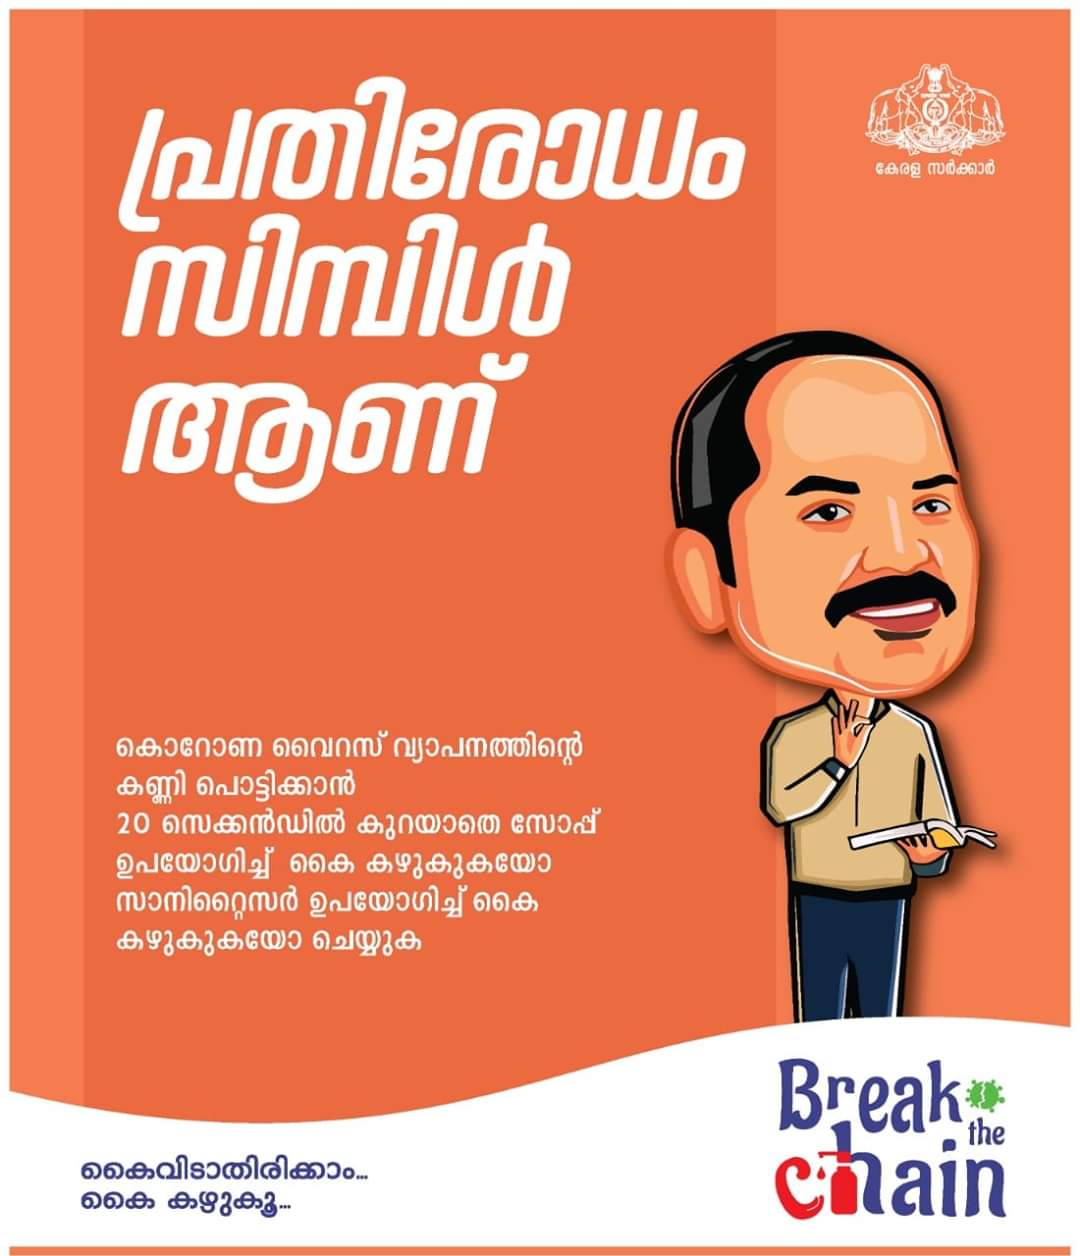 പ്രതിരോധം
സിമ്പിൾ
ആണ്
കേരള സർക്കാർ
കൊറോണ വൈറസ് വ്യാപനത്തിന്റെ
കണ്ണി പൊട്ടിക്കാൻ
20 സെക്കൻഡിൽ കുറയാതെ സോപ്പ്
ഉപയോഗിച്ച് കൈ കഴുകുകയോ
സാനിറ്റൈസർ ഉപയോഗിച്ച് കൈ
കഴുകുകയോ ചെയ്യുക
കൈവിടാതിരിക്കാം...
കൈ കഴുകൂ...
Break
the
chain